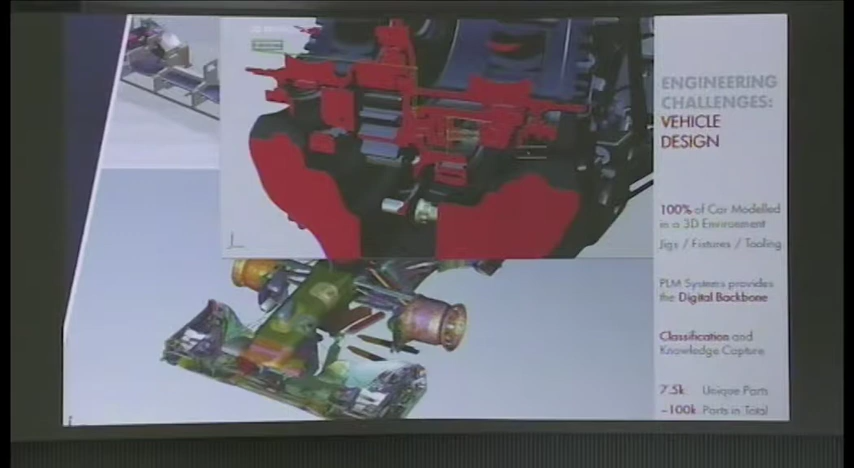 ENGINEERING
CHALLENGES:
VEHICLE
DESIGN
100% of Car Modelled
in a 3D Environment
Jigs / Fixtures / Tooling
PLM Systems provides
the Digital Backbone
Classification and
Knowledge Capture
7.5k Unique Parts
~100k Parts in Total